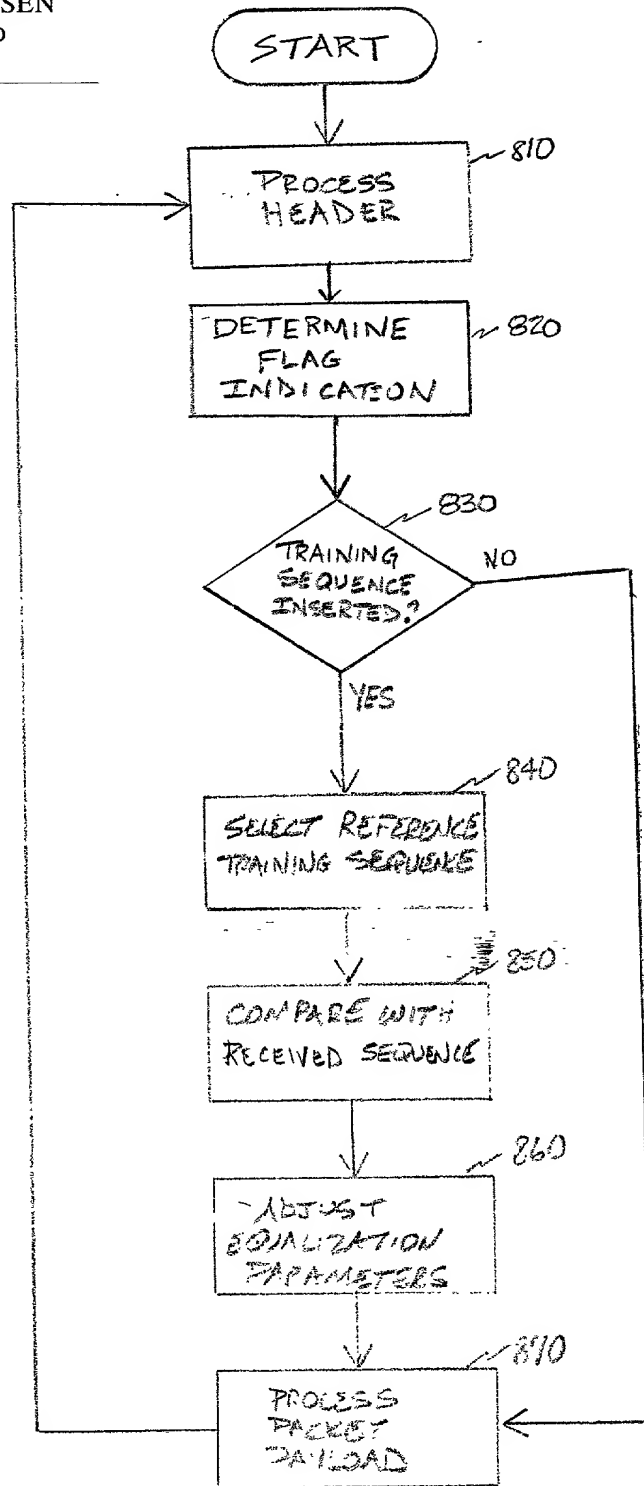 SEN
START
810
PROCESS
HEADER
820
DETERMINE
FLAG
INDICATION
830
TRAINING
SEQUENCE
INSERTED?
NO
YES
840
SELECT REFERENCE
TRAINING SEQUENCE
850
COMPARE WITH
RECEIVED SEQUENCE
860
ADJUST
EQUALIZATION
PARAMETERS
870
PROCESS
PACKET
PAYLOAD